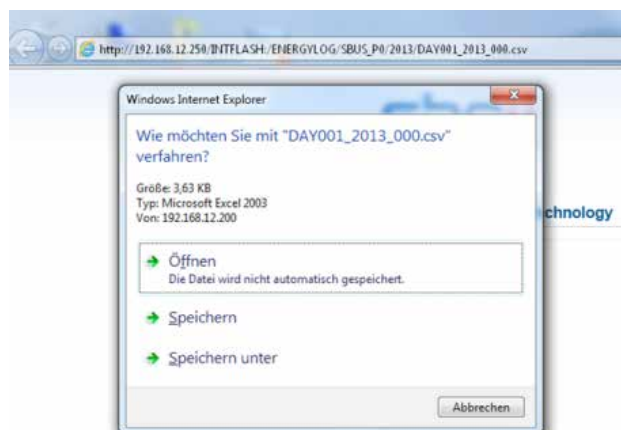 http://192.168.12.250/INTFLASH:/ENERGYLOG/SBUS_P0/2013/DAY001_2013_000.csv
Windows Internet Explorer
Wie möchten Sie mit "DAY001_2013_000.csv"
verfahren?
Größe: 3,63 KB
Typ: Microsoft Excel 2003
Von: 192.168.12.200
chnology
Öffnen
Die Datei wird nicht automatisch gespeichert.
Speichern
Speichern unter
Abbrechen